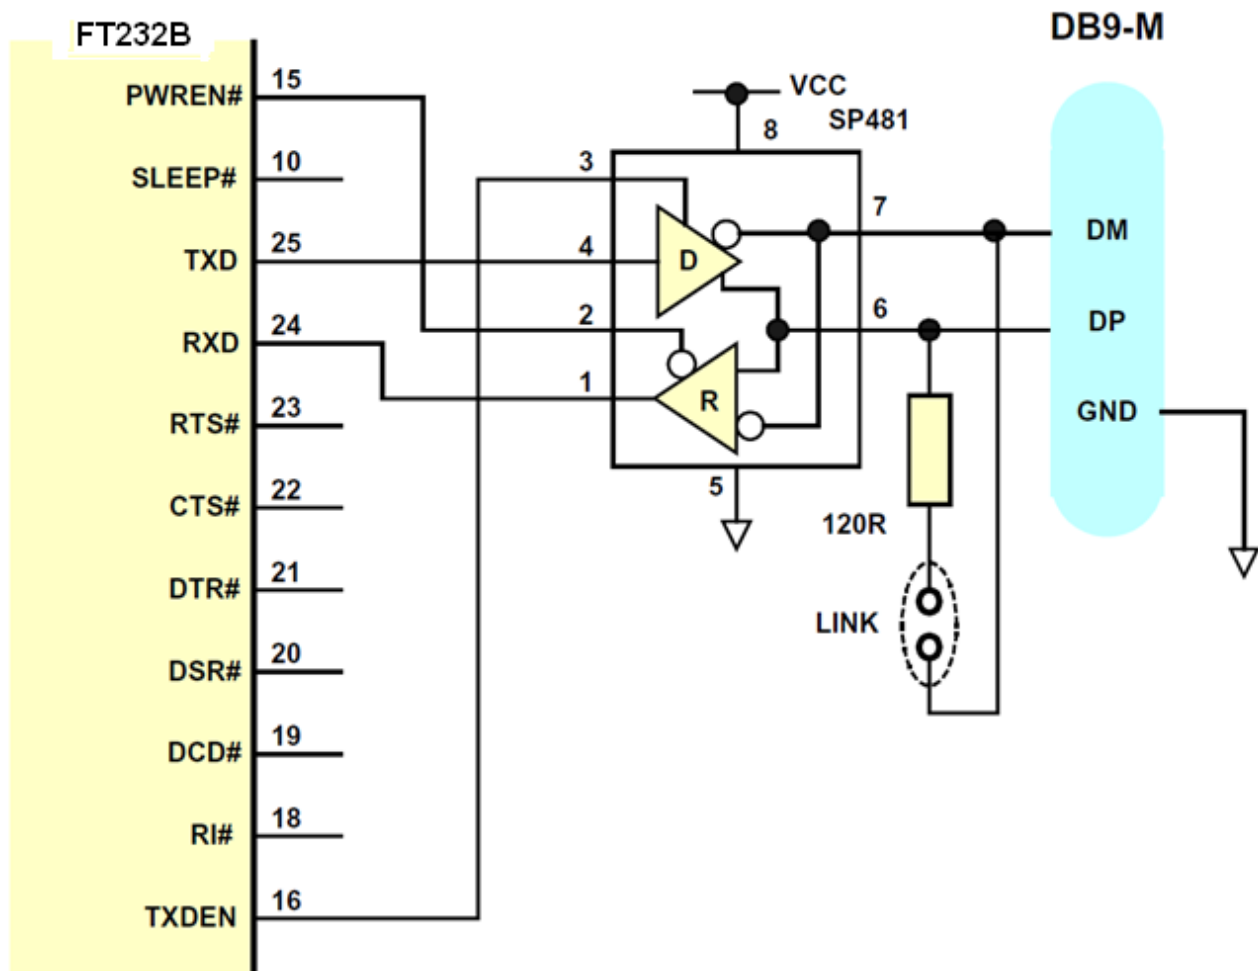 FT232B
DB9-M
PWREN# 15
SLEEP# 10
TXD 25
RXD 24
RTS# 23
CTS# 22
DTR# 21
DSR# 20
DCD# 19
RI# 18
TXDEN 16
VCC
SP481
8
3
4
2
1
7
6
5
D
R
120R
LINK
DM
DP
GND